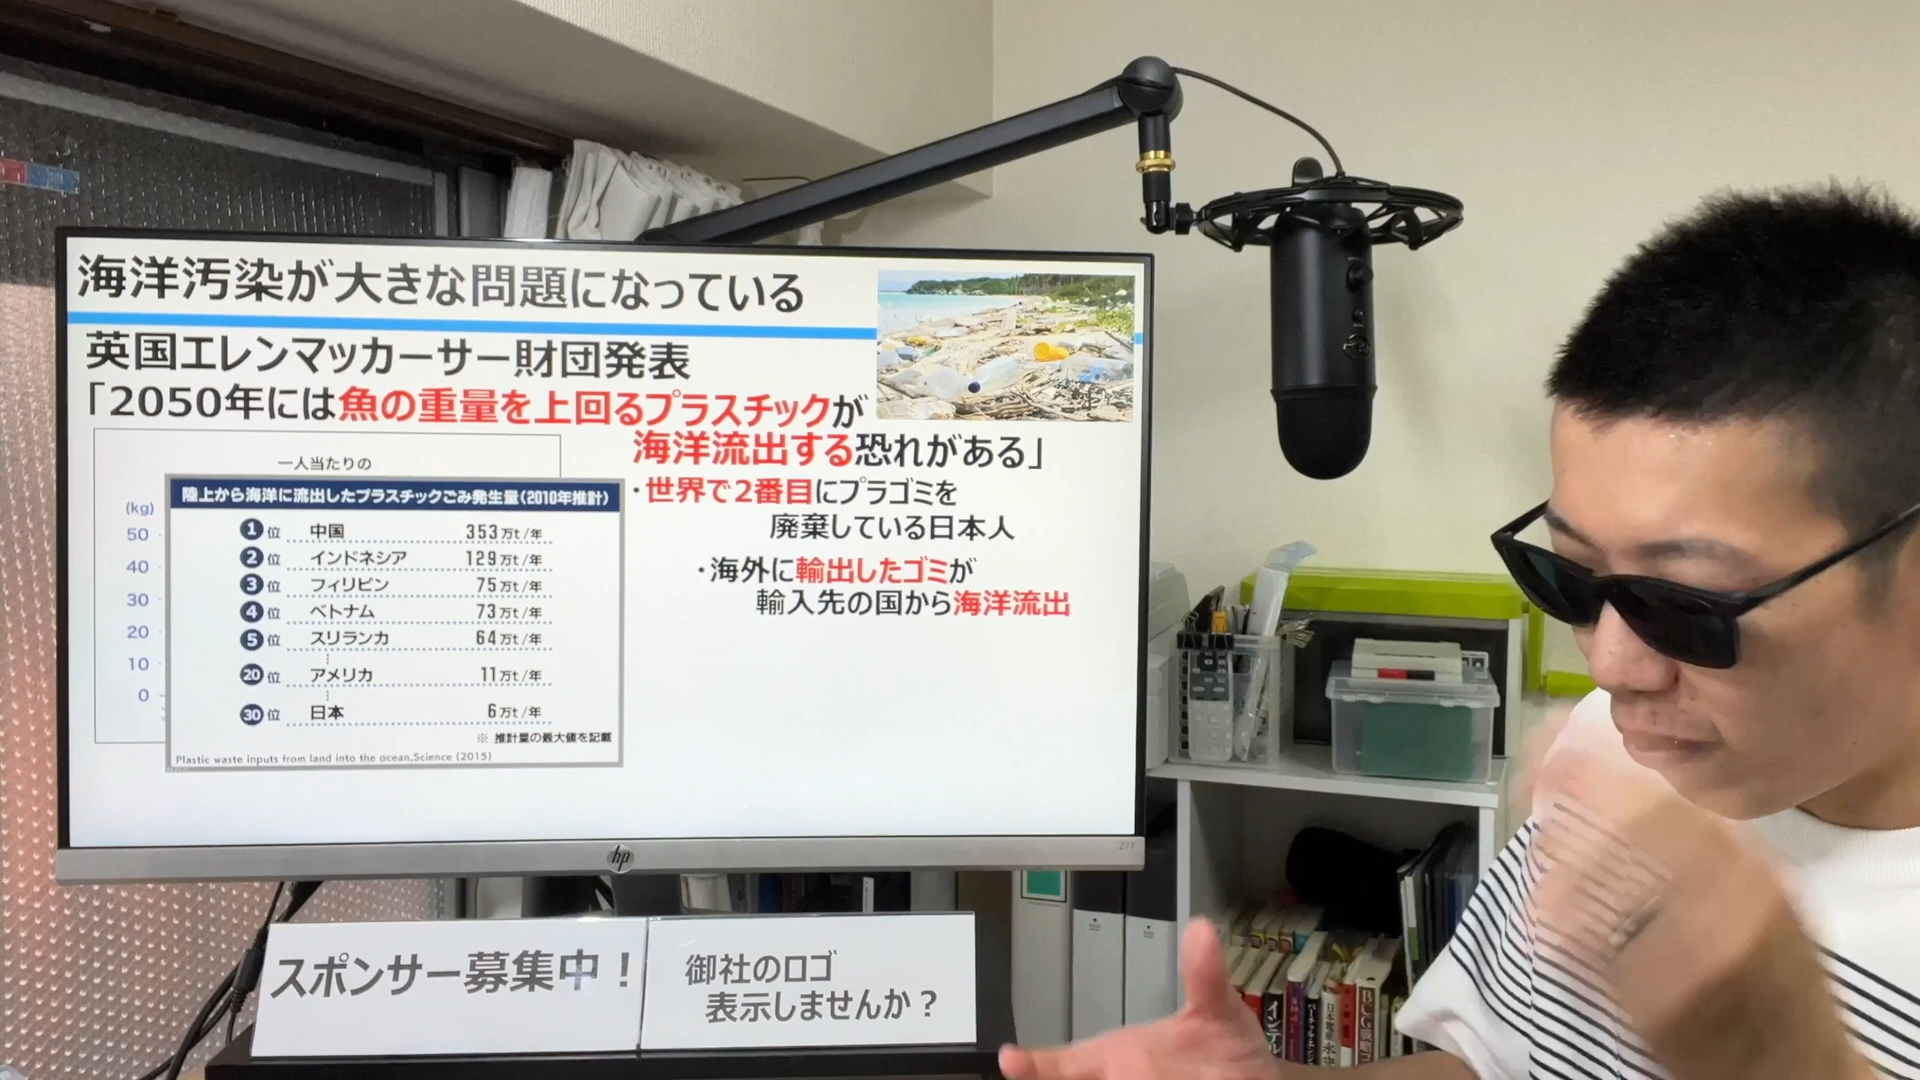 海洋汚染が大きな問題になっている
英国エレンマッカーサー財団発表
「2050年には魚の重量を上回るプラスチックが
海洋流出する恐れがある」
・世界で2番目にプラゴミを
廃棄している日本人
・海外に輸出したゴミが
輸入先の国から海洋流出
一人当たりの
(kg)
50
40
30
20
10
0
陸上から海洋に流出したプラスチックごみ発生量(2010年推計)
1位 中国 353万t/年
2位 インドネシア 129万t/年
3位 フィリピン 75万t/年
4位 ベトナム 73万t/年
5位 スリランカ 64万t/年
20位 アメリカ 11万t/年
30位 日本 6万t/年
※ 推計量の最大値を記載
Plastic waste inputs from land into the ocean,Science (2015)
hp
スポンサー募集中！
御社のロゴ
表示しませんか？